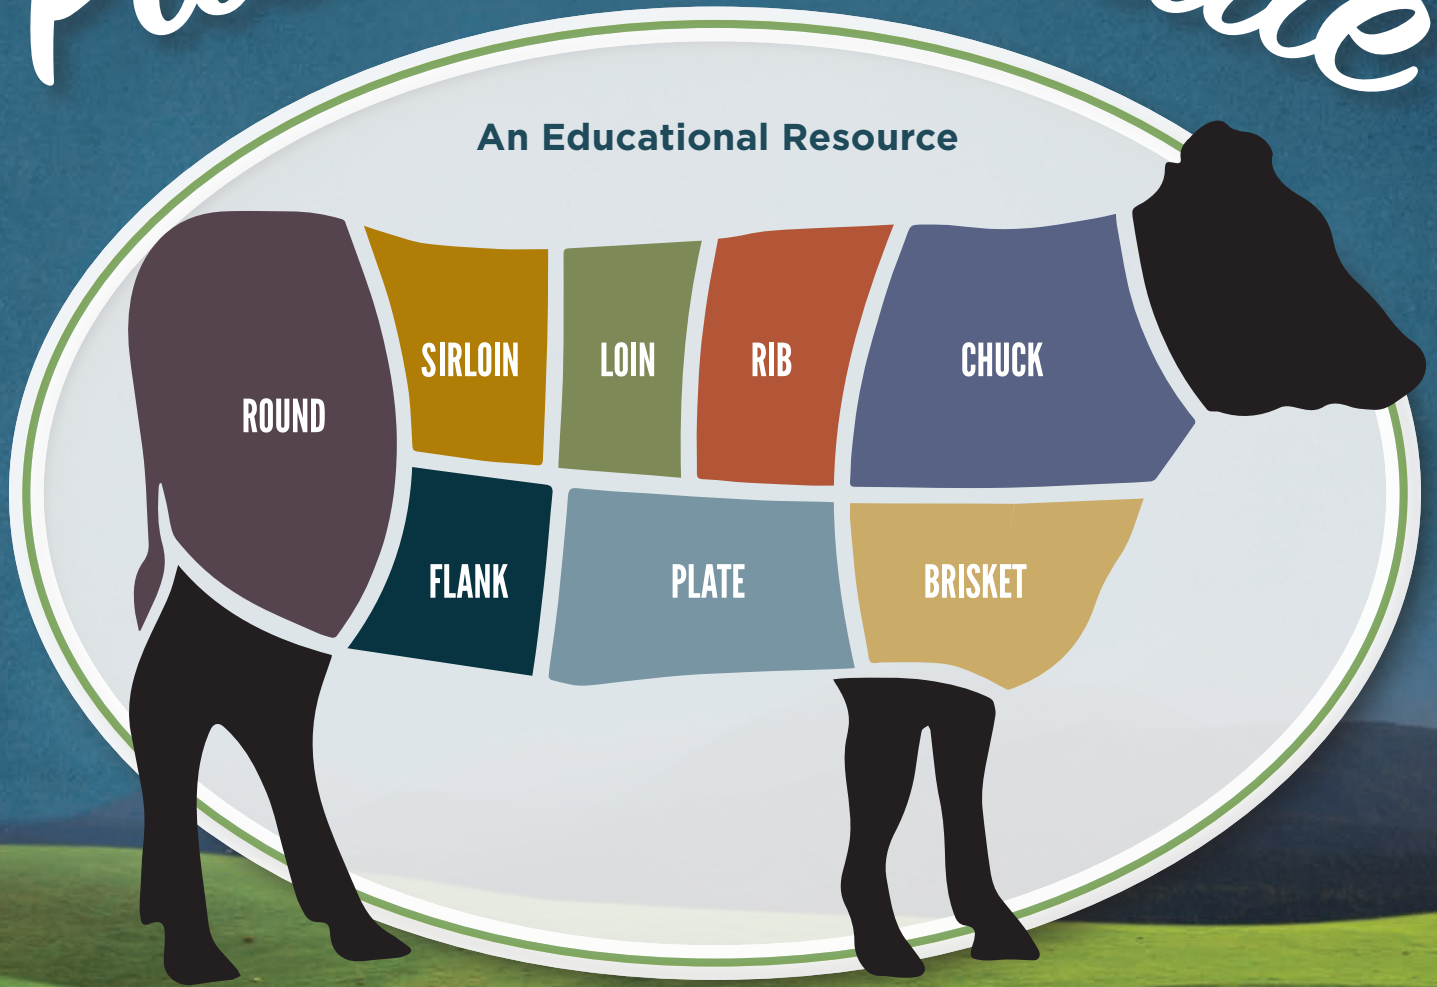 An Educational Resource
SIRLOIN
LOIN
RIB
CHUCK
ROUND
FLANK
PLATE
BRISKET